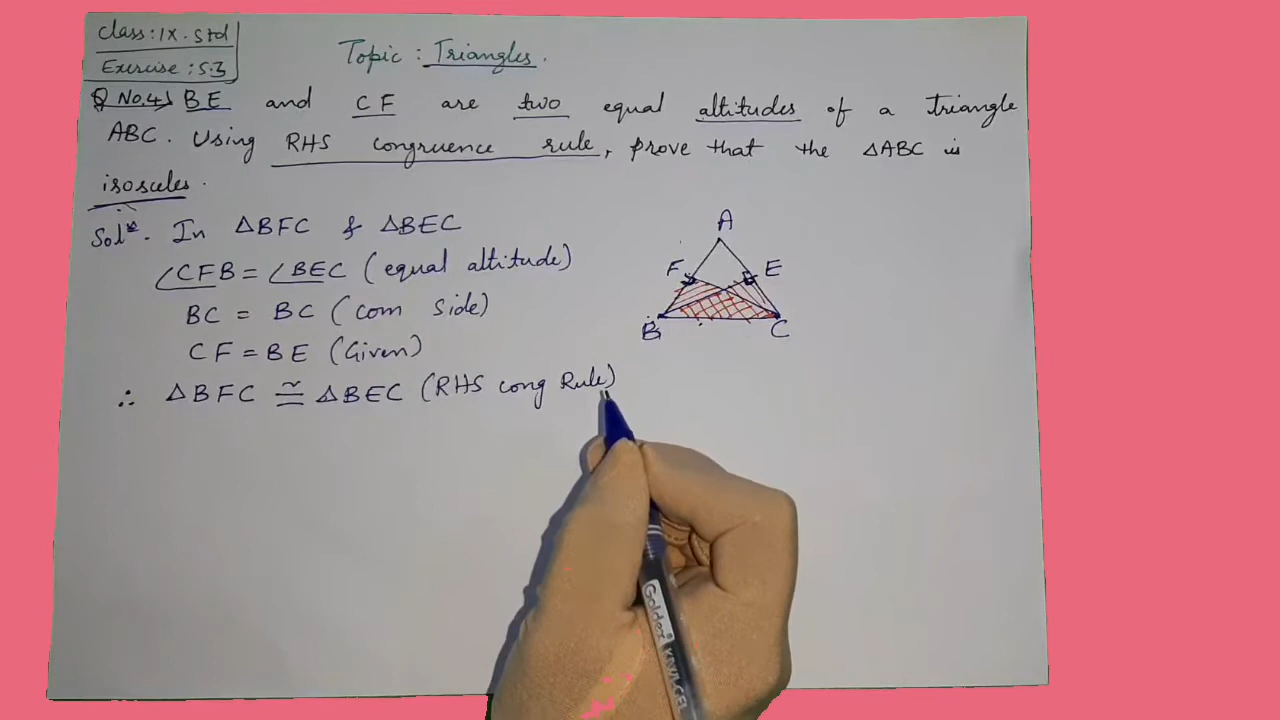 Class: IX. Std
Exercise: 5.3
Topic: Triangles.
Q No.4) BE and CF are two equal altitudes of a triangle
ABC. Using RHS congruence rule, prove that the ΔABC is
isosceles.
Soln. In ΔBFC & ΔBEC
∠CFB = ∠BEC (equal altitude)
BC = BC (com side)
CF = BE (Given)
∴ ΔBFC ≅ ΔBEC (RHS cong Rule)
A
F E
B C
Goldex KLVLGEL